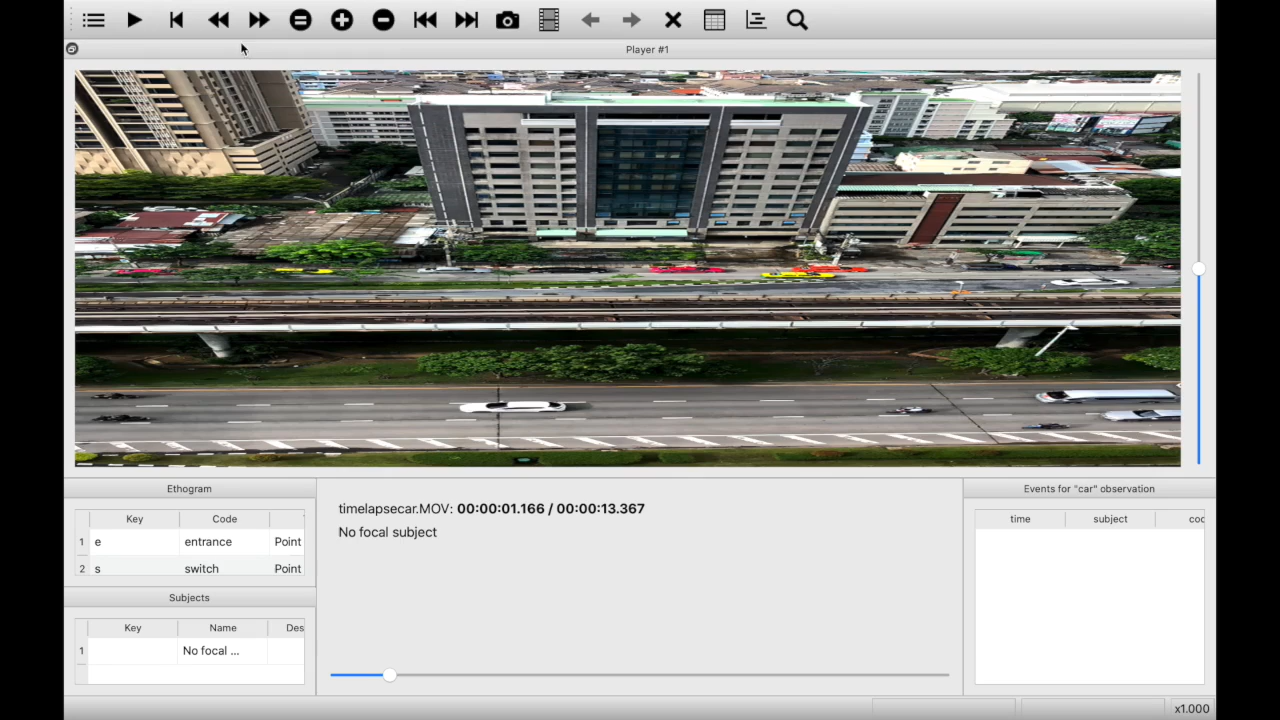 Player #1
Ethogram
Key Code
1 e entrance Point
2 s switch Point
Subjects
Key Name Des
1 No focal ...
timelapsecar.MOV: 00:00:01.166 / 00:00:13.367
No focal subject
Events for "car" observation
time subject coc
x1.000